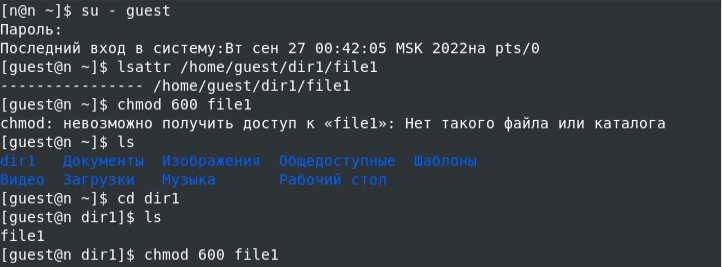 [n@n ~]$ su - guest
Пароль:
Последний вход в систему:Вт сен 27 00:42:05 MSK 2022на pts/0
[guest@n ~]$ lsattr /home/guest/dir1/file1
---------------- /home/guest/dir1/file1
[guest@n ~]$ chmod 600 file1
chmod: невозможно получить доступ к «file1»: Нет такого файла или каталога
[guest@n ~]$ ls
dir1   Документы  Изображения  Общедоступные  Шаблоны
Видео  Загрузки   Музыка       Рабочий стол
[guest@n ~]$ cd dir1
[guest@n dir1]$ ls
file1
[guest@n dir1]$ chmod 600 file1